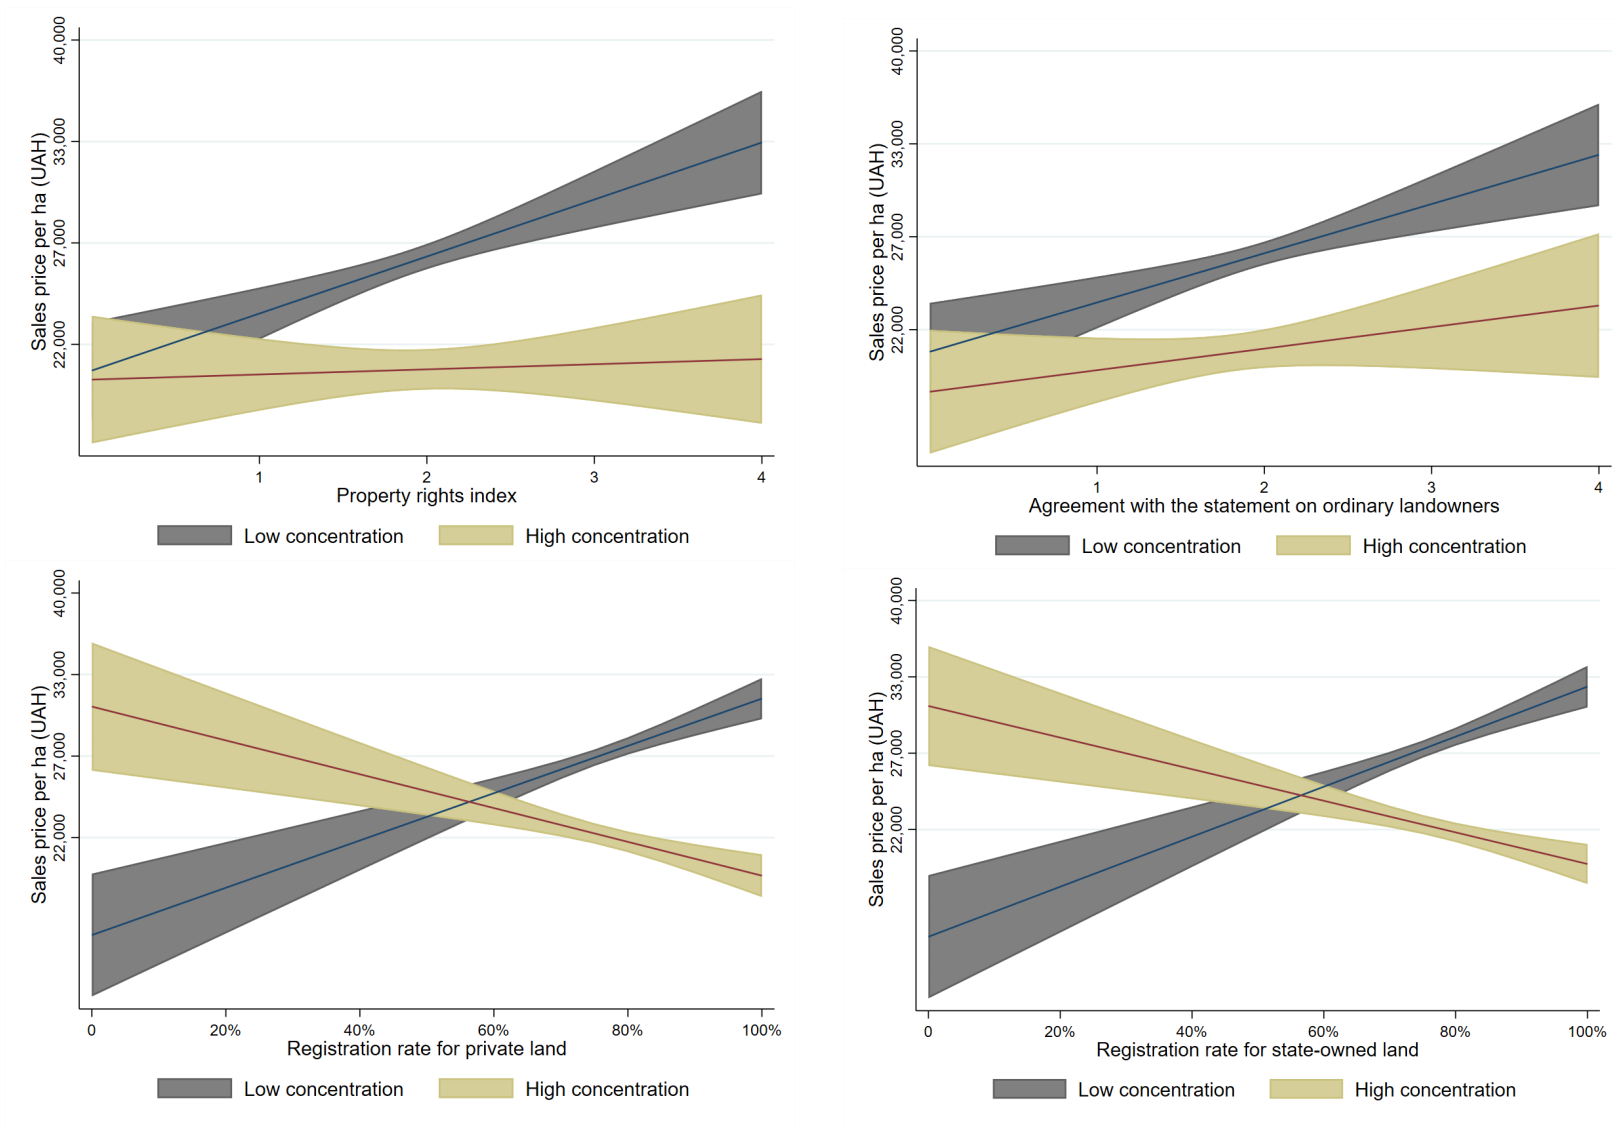 Sales price per ha (UAH)
40,000
33,000
27,000
22,000
1 2 3 4
Property rights index
Low concentration High concentration
Sales price per ha (UAH)
40,000
33,000
27,000
22,000
1 2 3 4
Agreement with the statement on ordinary landowners
Low concentration High concentration
Sales price per ha (UAH)
40,000
33,000
27,000
22,000
0 20% 40% 60% 80% 100%
Registration rate for private land
Low concentration High concentration
Sales price per ha (UAH)
40,000
33,000
27,000
22,000
0 20% 40% 60% 80% 100%
Registration rate for state-owned land
Low concentration High concentration